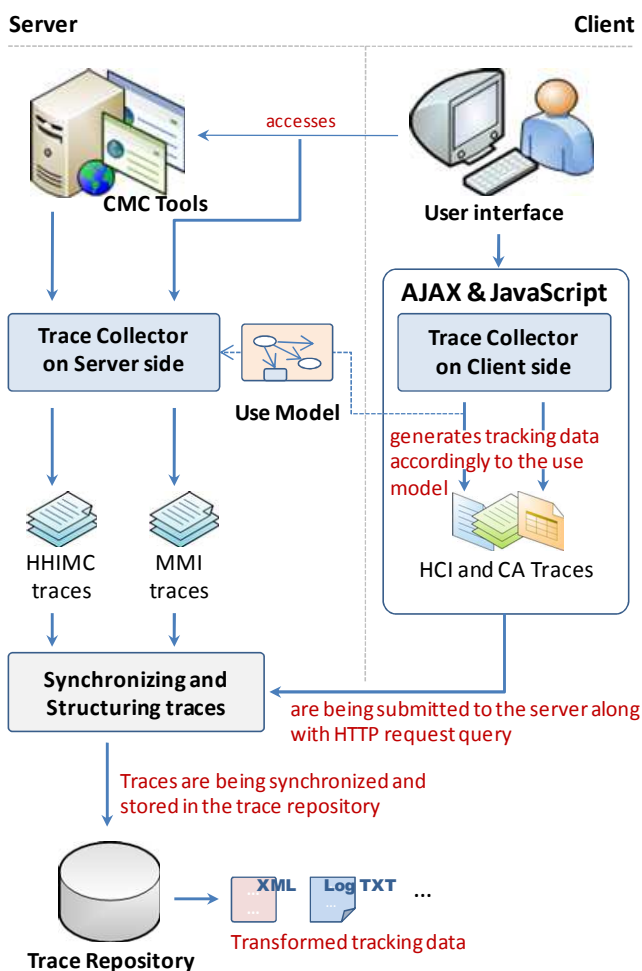 Server
Client
accesses
CMC Tools
User interface
AJAX & JavaScript
Trace Collector
on Server side
Trace Collector
on Client side
Use Model
generates tracking data
accordingly to the use
model
HHIMC
traces
MMI
traces
HCI and CA Traces
Synchronizing and
Structuring traces
are being submitted to the server along
with HTTP request query
Traces are being synchronized and
stored in the trace repository
XML
...
...
Log TXT
...
...
...
Transformed tracking data
Trace Repository